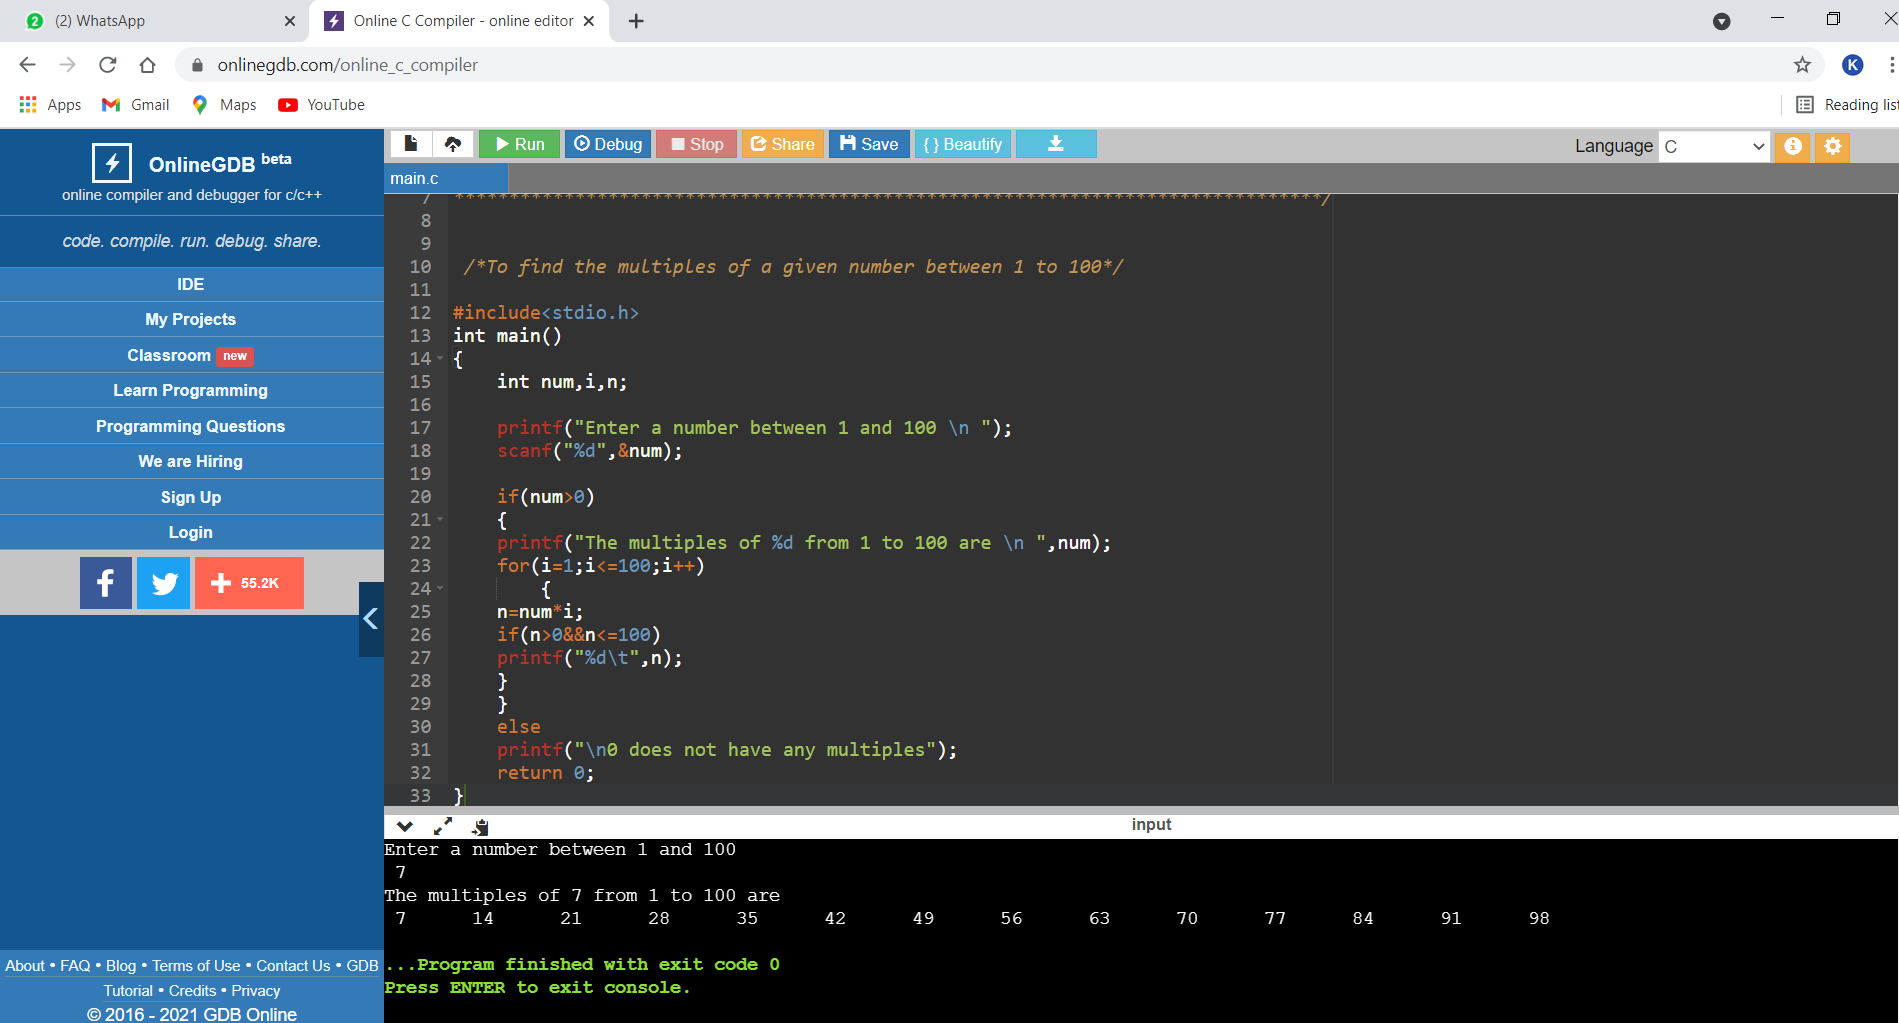 (2) WhatsApp
Online C Compiler - online editor
onlinegdb.com/online_c_compiler
K
Apps Gmail Maps YouTube
Reading list
OnlineGDB beta
online compiler and debugger for c/c++
code. compile. run. debug. share.
IDE
My Projects
Classroom new
Learn Programming
Programming Questions
We are Hiring
Sign Up
Login
55.2K
About • FAQ • Blog • Terms of Use • Contact Us • GDB
Tutorial • Credits • Privacy
© 2016 - 2021 GDB Online
Run Debug Stop Share Save { } Beautify
Language C
main.c
7 *******************************************************************************/
8
9
10 /*To find the multiples of a given number between 1 to 100*/
11
12 #include<stdio.h>
13 int main()
14 {
15 int num,i,n;
16
17 printf("Enter a number between 1 and 100 \n ");
18 scanf("%d",&num);
19
20 if(num>0)
21 {
22 printf("The multiples of %d from 1 to 100 are \n ",num);
23 for(i=1;i<=100;i++)
24 {
25 n=num*i;
26 if(n>0&&n<=100)
27 printf("%d\t",n);
28 }
29 }
30 else
31 printf("\n0 does not have any multiples");
32 return 0;
33 }
input
Enter a number between 1 and 100
7
The multiples of 7 from 1 to 100 are
7 14 21 28 35 42 49 56 63 70 77 84 91 98
...Program finished with exit code 0
Press ENTER to exit console.